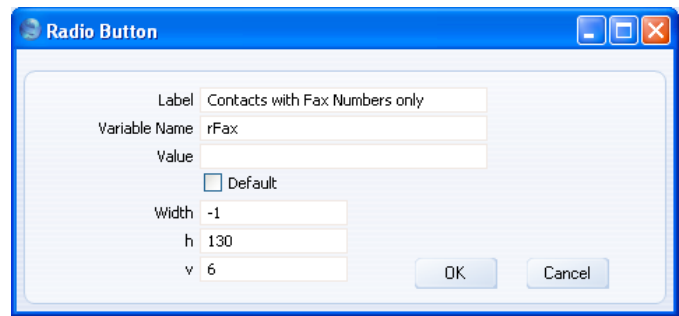 Radio Button
Label Contacts with Fax Numbers only
Variable Name rFax
Value
Default
Width -1
h 130
v 6
OK Cancel